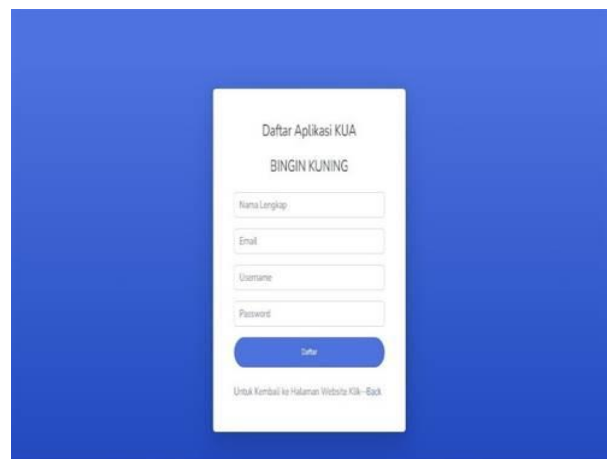 Daftar Aplikasi KUA
BINGIN KUNING
Nama Lengkap
Email
Username
Password
Daftar
Untuk Kembali ke Halaman Website Klik--Back